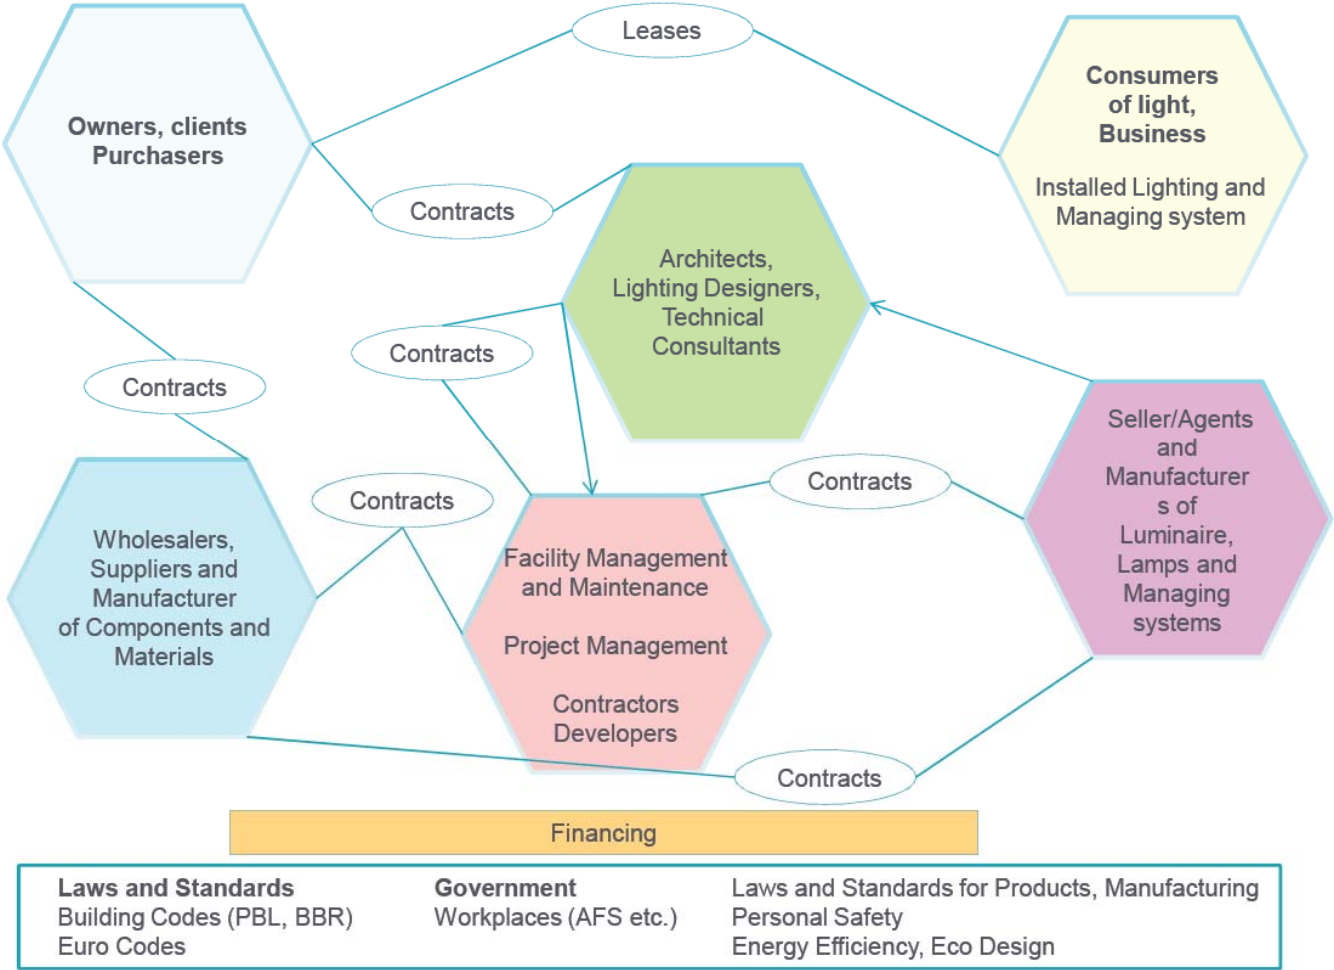 Leases
Owners, clients
Purchasers
Consumers
of light,
Business
Installed Lighting and
Managing system
Contracts
Architects,
Lighting Designers,
Technical
Consultants
Contracts
Contracts
Seller/Agents
and
Manufacturer
s of
Luminaire,
Lamps and
Managing
systems
Contracts
Contracts
Wholesalers,
Suppliers and
Manufacturer
of Components and
Materials
Facility Management
and Maintenance
Project Management
Contractors
Developers
Contracts
Financing
Laws and Standards
Building Codes (PBL, BBR)
Euro Codes
Government
Workplaces (AFS etc.)
Laws and Standards for Products, Manufacturing
Personal Safety
Energy Efficiency, Eco Design